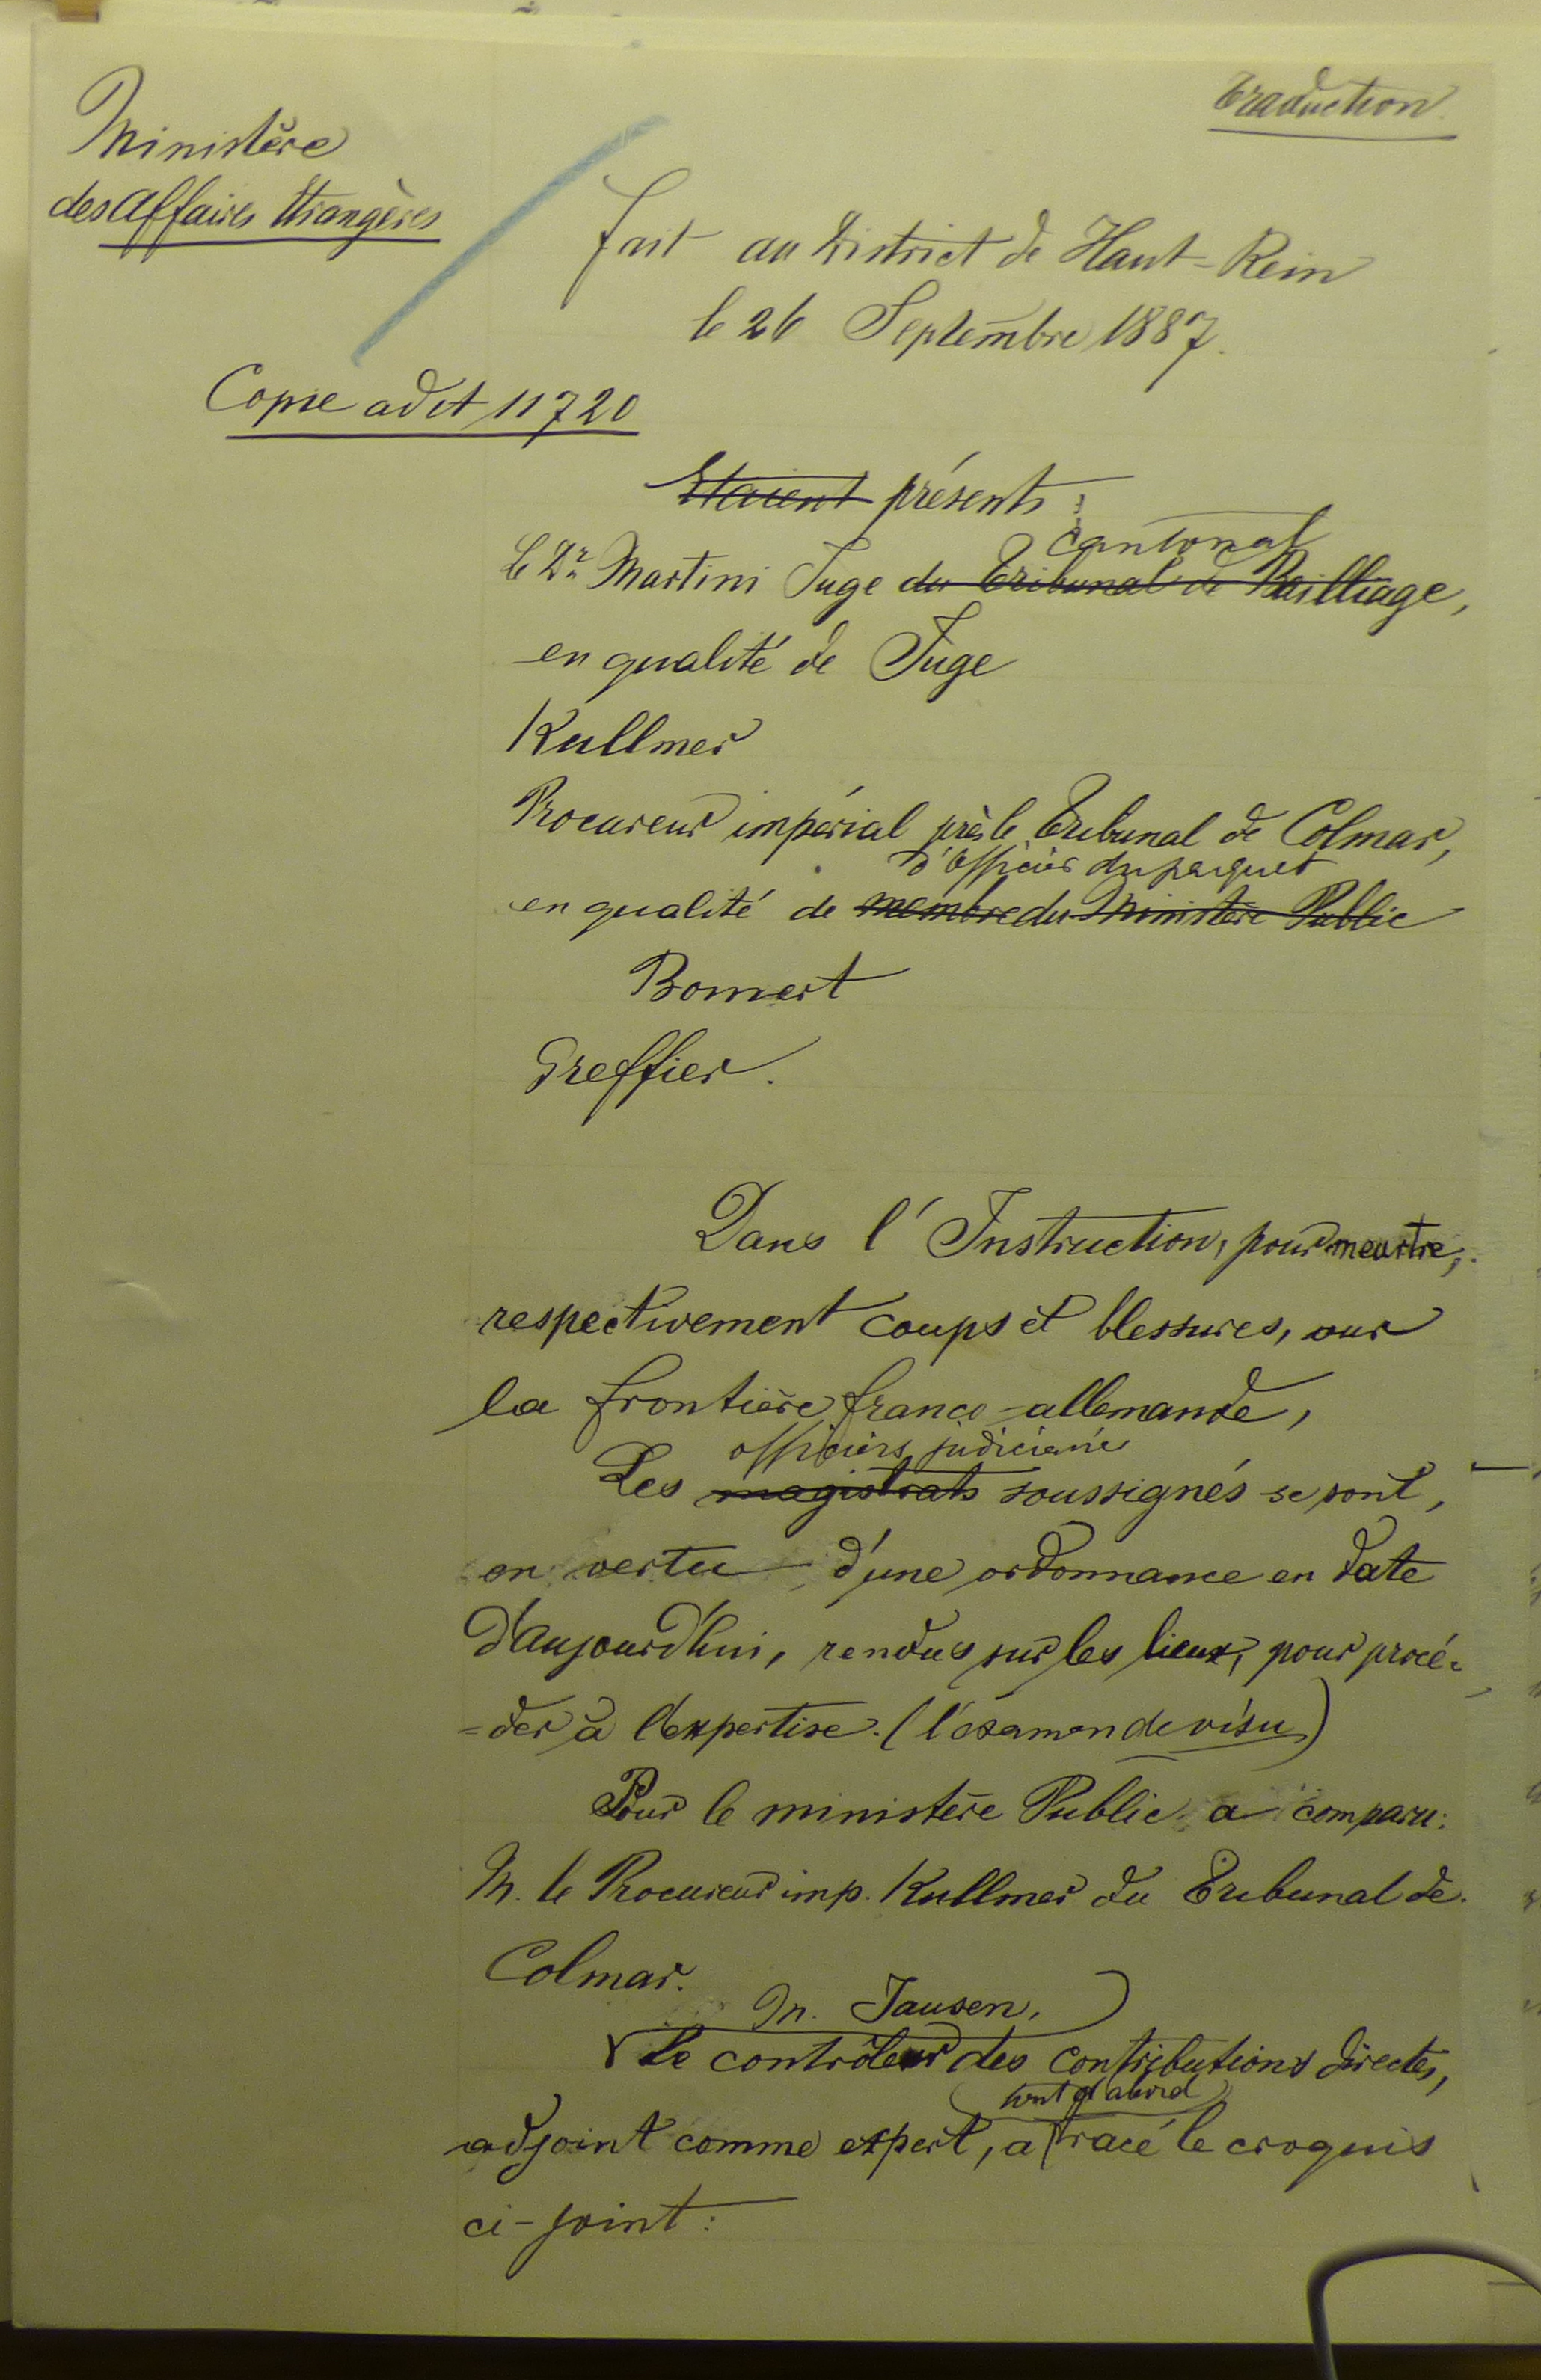 Traduction
Ministère
des Affaires Etrangères
fait au District de Haut-Rein
le 26 Septembre 1887.
Copie ad et 11720
Etaient présents :
cantonal
le Dr Martini Juge du Tribunal de Bailliage,
en qualité de Juge
Kullmer
Procureur impérial près le Tribunal de Colmar,
d'officier du parquet
en qualité de membre du Ministère Public
Bomert
Greffier.
Dans l'Instruction, pour meurtre,
respectivement coups et blessures, sur
la frontière franco-allemande,
officiers judiciaire
Les magistrats soussignés se sont,
en vertu d'une ordonnance en date
d'aujourd'hui, rendus sur les lieux, pour procé-
-der à l'expertise. (l'examen de visu)
Pour le ministère Public a comparu:
M. le Procureur imp. Kullmer du Tribunal de
Colmar.
M. Jausen,
Le contrôleur des contributions directes,
tout d'abord
adjoint comme expert, a tracé le croquis
ci-joint :